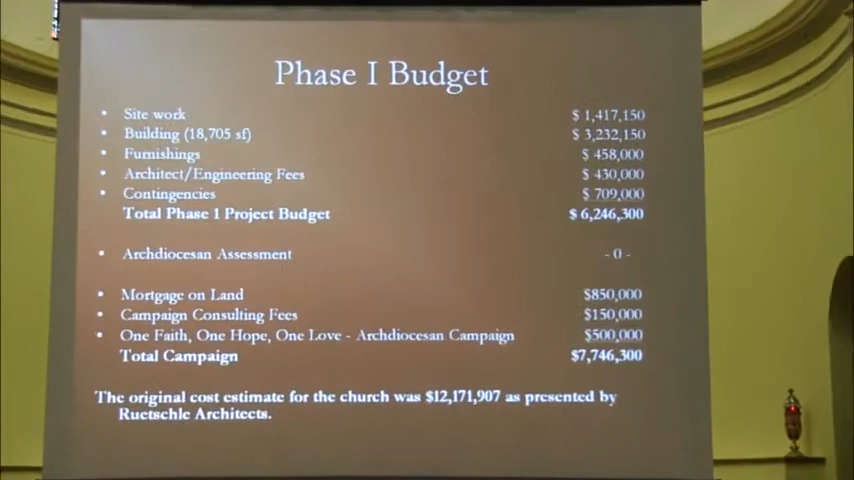 Phase I Budget
• Site work $ 1,417,150
• Building (18,705 sf) $ 3,232,150
• Furnishings $ 458,000
• Architect/Engineering Fees $ 430,000
• Contingencies $ 709,000
Total Phase 1 Project Budget $ 6,246,300
• Archdiocesan Assessment - 0 -
• Mortgage on Land $850,000
• Campaign Consulting Fees $150,000
• One Faith, One Hope, One Love - Archdiocesan Campaign $500,000
Total Campaign $7,746,300
The original cost estimate for the church was $12,171,907 as presented by
Ruetschle Architects.